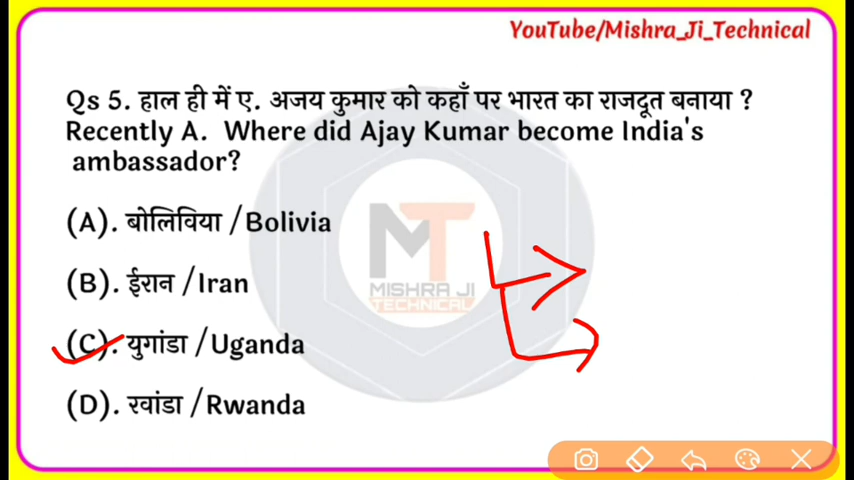 YouTube/Mishra_Ji_Technical
Qs 5. हाल ही में ए. अजय कुमार को कहाँ पर भारत का राजदूत बनाया ?
Recently A. Where did Ajay Kumar become India's
ambassador?
(A). बोलिविया /Bolivia
(B). ईरान /Iran
(C). युगांडा /Uganda
(D). रवांडा /Rwanda
MT
MISHRA JI
TECHNICAL